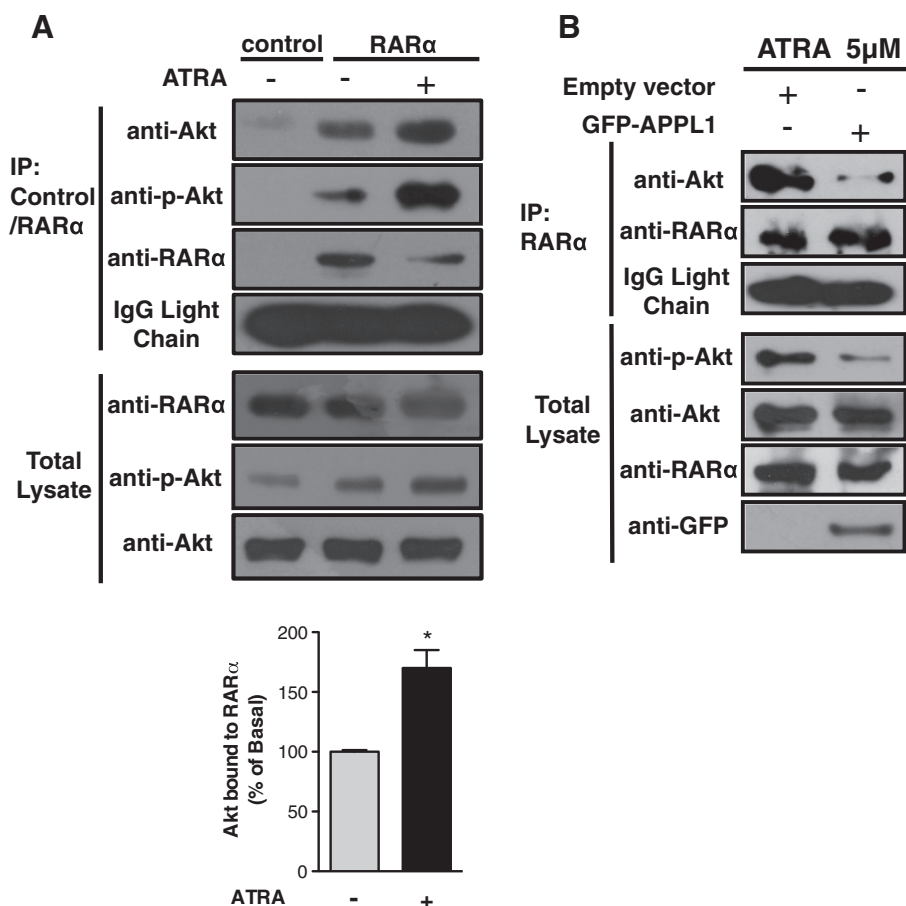 A
control RARα
ATRA - - +
IP:
Control
/RARα
anti-Akt
anti-p-Akt
anti-RARα
IgG Light
Chain
Total
Lysate
anti-RARα
anti-p-Akt
anti-Akt
Akt bound to RARα
(% of Basal)
200
150
100
50
0
*
ATRA - +
B
ATRA 5µM
Empty vector + -
GFP-APPL1 - +
IP:
RARα
anti-Akt
anti-RARα
IgG Light
Chain
Total
Lysate
anti-p-Akt
anti-Akt
anti-RARα
anti-GFP